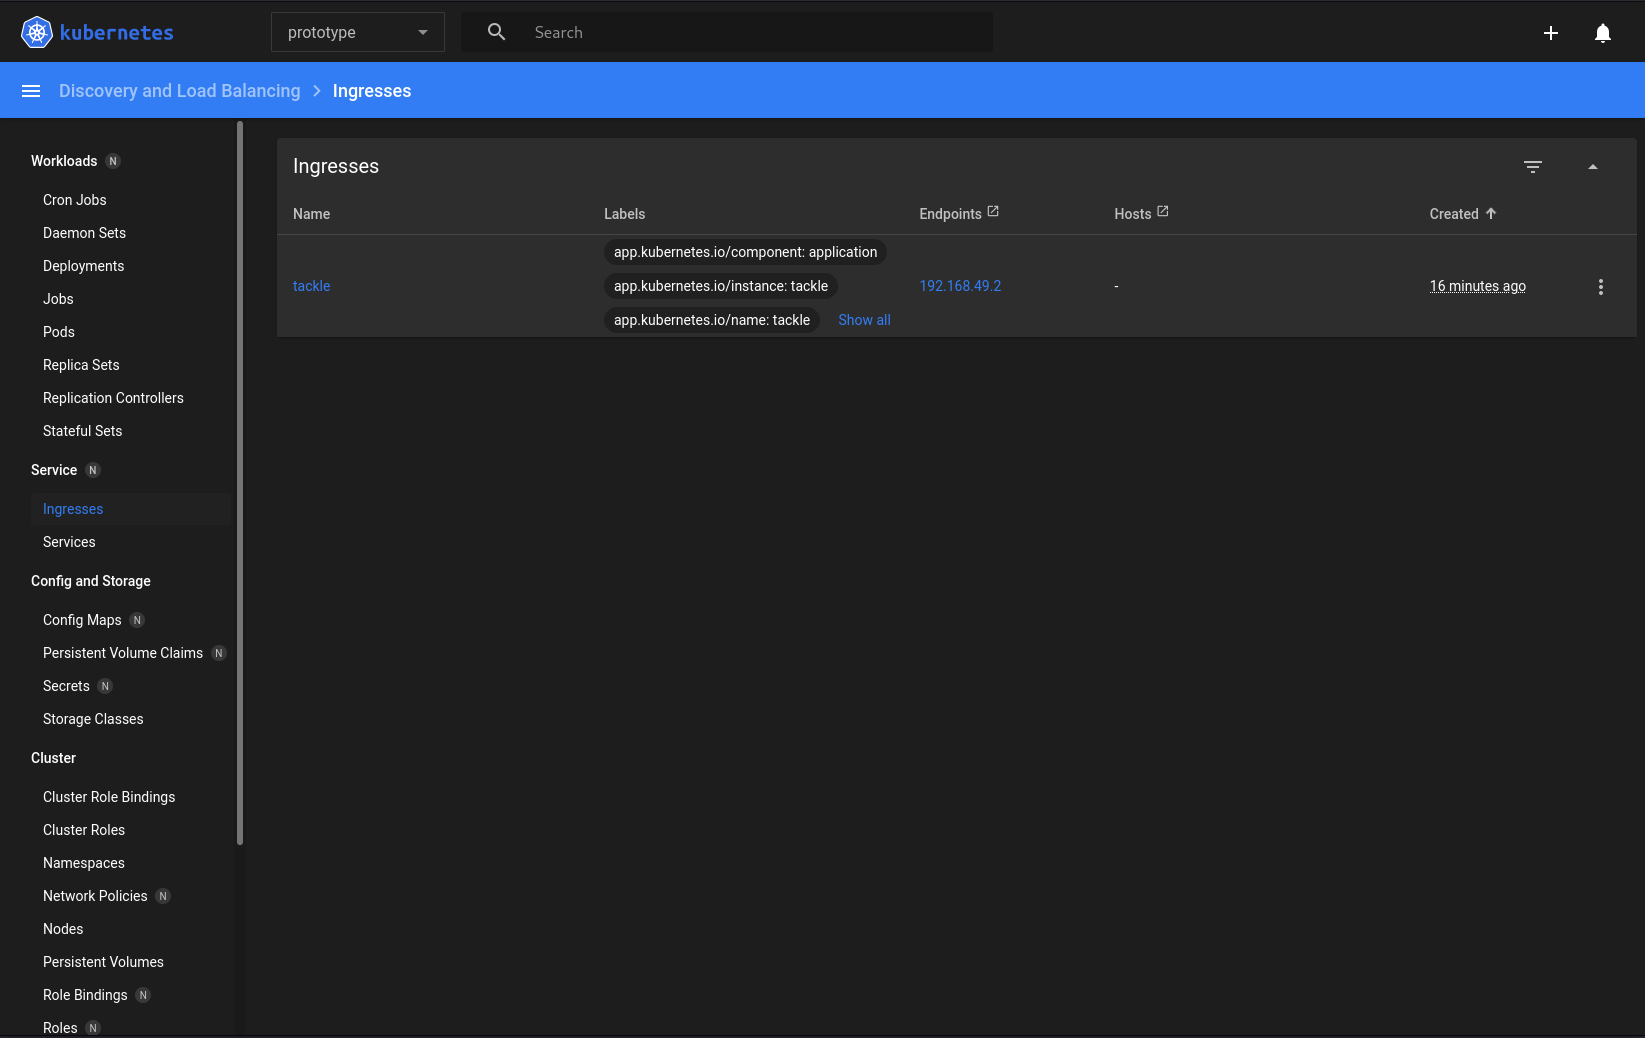 kubernetes
prototype
Search
Discovery and Load Balancing > Ingresses
Workloads N
Cron Jobs
Daemon Sets
Deployments
Jobs
Pods
Replica Sets
Replication Controllers
Stateful Sets
Service N
Ingresses
Services
Config and Storage
Config Maps N
Persistent Volume Claims N
Secrets N
Storage Classes
Cluster
Cluster Role Bindings
Cluster Roles
Namespaces
Network Policies N
Nodes
Persistent Volumes
Role Bindings N
Roles N
Ingresses
Name Labels Endpoints Hosts Created
app.kubernetes.io/component: application
tackle app.kubernetes.io/instance: tackle 192.168.49.2 - 16 minutes ago
app.kubernetes.io/name: tackle Show all